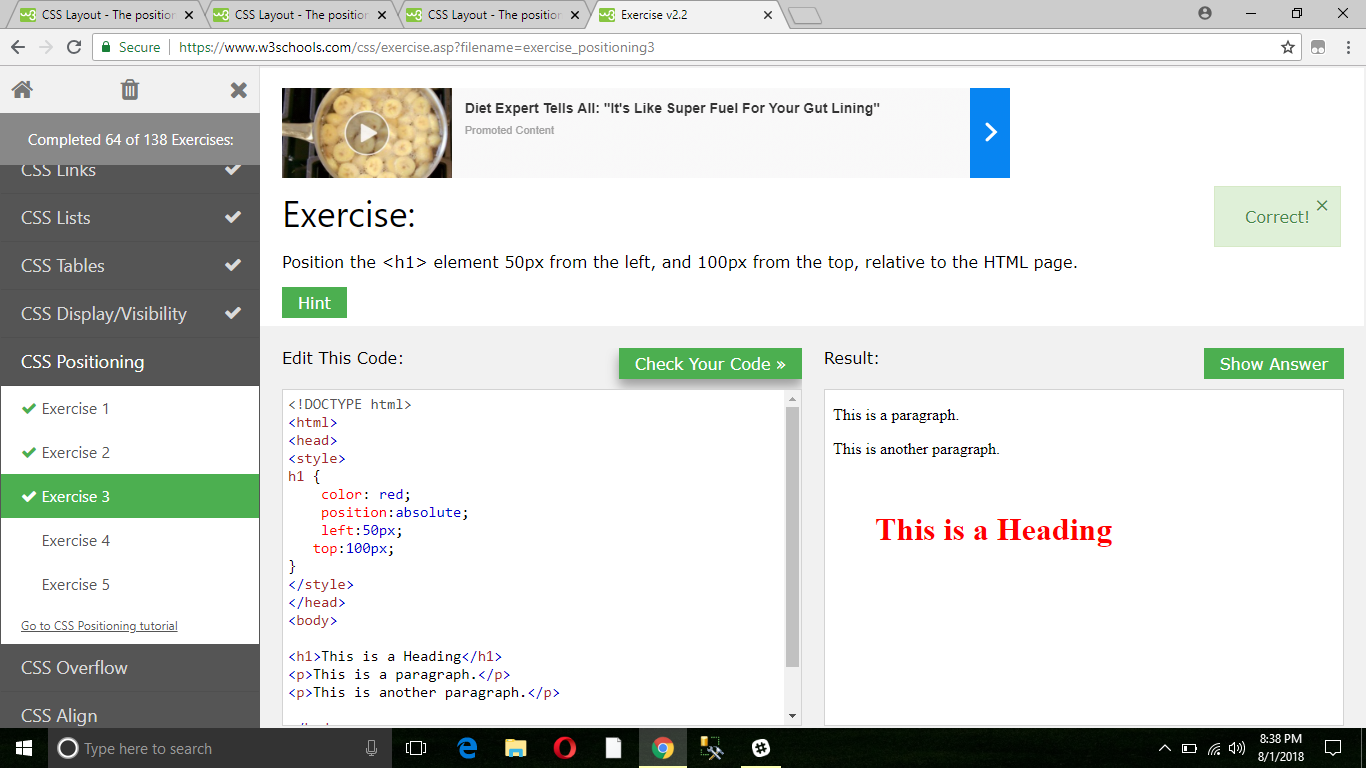 CSS Layout - The position
CSS Layout - The position
CSS Layout - The position
Exercise v2.2
Secure
https://www.w3schools.com/css/exercise.asp?filename=exercise_positioning3
Completed 64 of 138 Exercises:
CSS Links
CSS Lists
CSS Tables
CSS Display/Visibility
CSS Positioning
Exercise 1
Exercise 2
Exercise 3
Exercise 4
Exercise 5
Go to CSS Positioning tutorial
CSS Overflow
CSS Align
Diet Expert Tells All: "It's Like Super Fuel For Your Gut Lining"
Promoted Content
Exercise:
Correct!
Position the <h1> element 50px from the left, and 100px from the top, relative to the HTML page.
Hint
Edit This Code:
Check Your Code »
<!DOCTYPE html>
<html>
<head>
<style>
h1 {
    color: red;
    position:absolute;
    left:50px;
   top:100px;
}
</style>
</head>
<body>
<h1>This is a Heading</h1>
<p>This is a paragraph.</p>
<p>This is another paragraph.</p>
Result:
Show Answer
This is a paragraph.
This is another paragraph.
This is a Heading
Type here to search
8:38 PM
8/1/2018